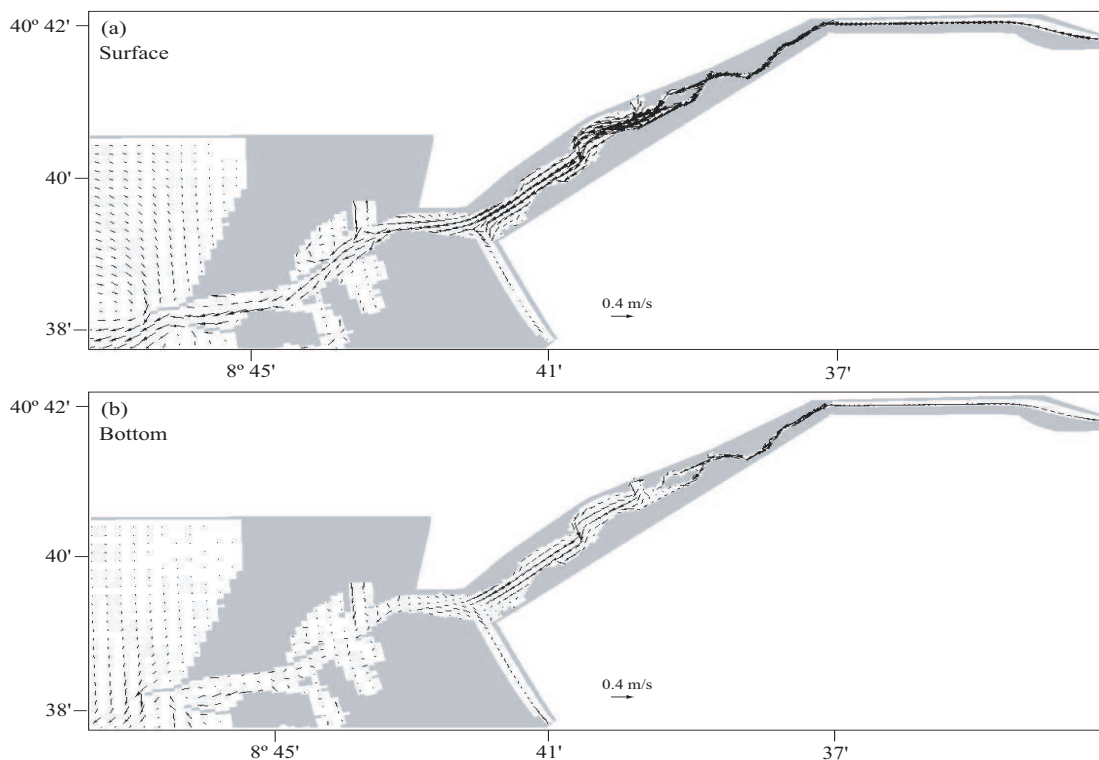 40º 42'
(a)
Surface
40'
38'
0.4 m/s
8º 45'
41'
37'
40º 42'
(b)
Bottom
40'
38'
0.4 m/s
8º 45'
41'
37'